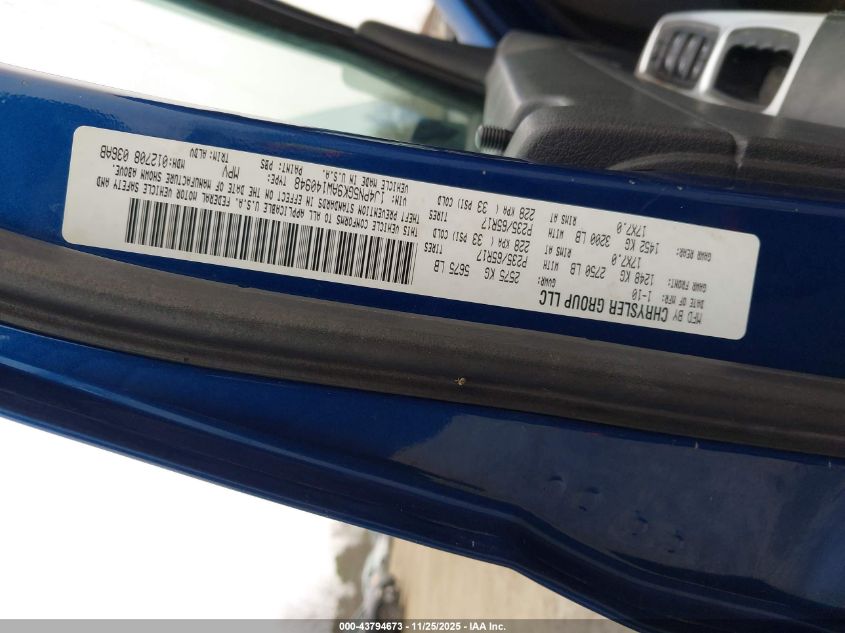 MFD BY CHRYSLER GROUP LLC
DATE OF MFR: 1-10 GVWR: 2575 KG 5675 LB
GAWR FRONT: 1248 KG 2750 LB WITH P235/65R17 TIRES
17X7.0 RIMS AT 228 KPA ( 33 PSI) COLD
GAWR REAR: 1452 KG 3200 LB WITH P235/65R17 TIRES
17X7.0 RIMS AT 228 KPA ( 33 PSI) COLD
THIS VEHICLE CONFORMS TO ALL APPLICABLE U.S.A. FEDERAL MOTOR VEHICLE SAFETY AND
THEFT PREVENTION STANDARDS IN EFFECT ON THE DATE OF MANUFACTURE SHOWN ABOVE.
VIN: 1J4PN5GK9AW140948 TYPE: MPV MDH:012708 036AB
VEHICLE MADE IN U.S.A. PAINT: PBS TRIM: ALDV
000-43794673 - 11/25/2025 - IAA Inc.